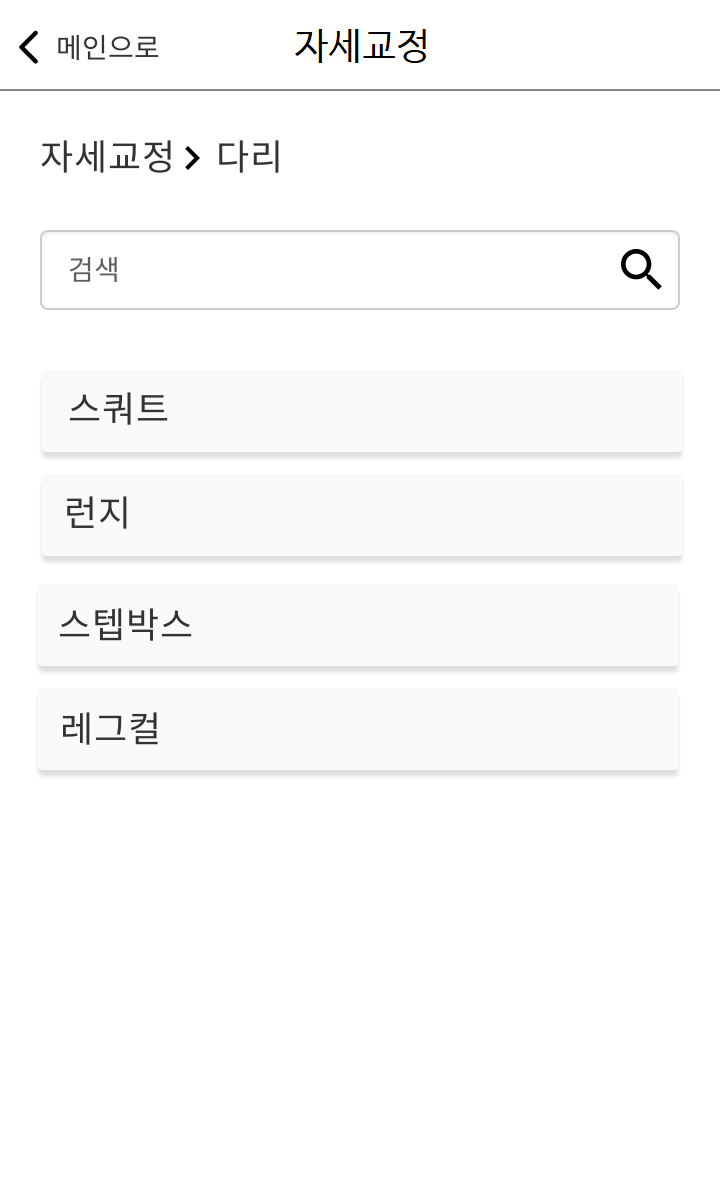 메인으로 자세교정
자세교정 > 다리
검색
스쿼트
런지
스텝박스
레그컬